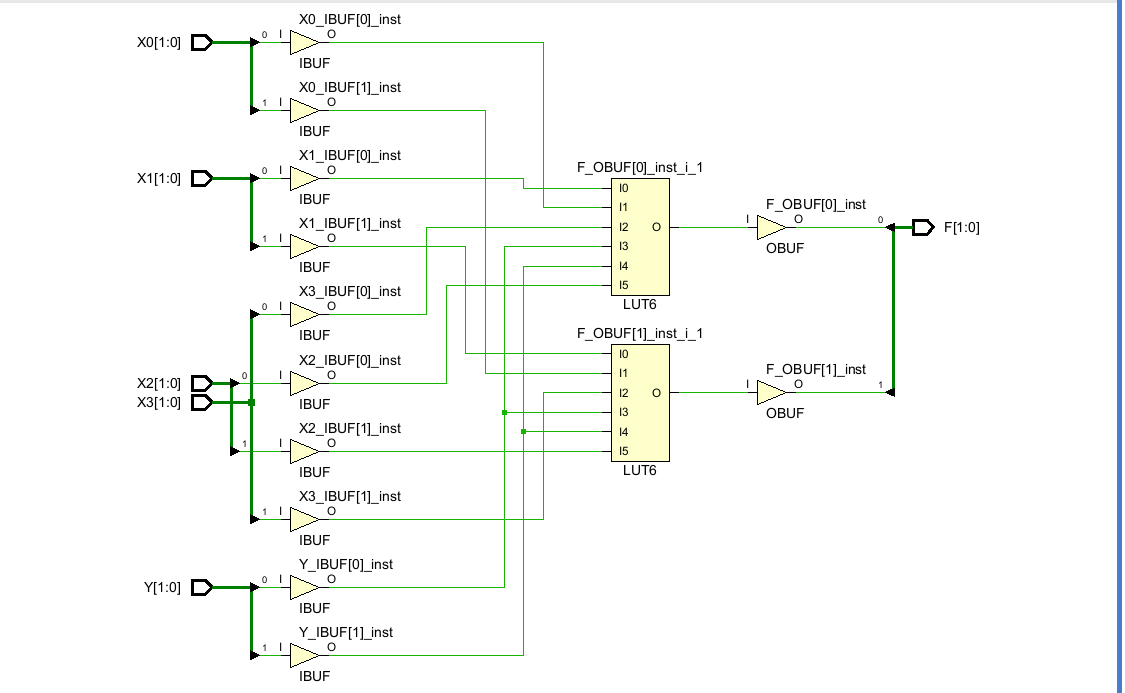 X0_IBUF[0]_inst
X0[1:0] 0 I O
IBUF
X0_IBUF[1]_inst
1 I O
IBUF
X1_IBUF[0]_inst
X1[1:0] 0 I O
IBUF
X1_IBUF[1]_inst
1 I O
IBUF
X3_IBUF[0]_inst
0 I O
IBUF
X2_IBUF[0]_inst
X2[1:0] 0 I O
X3[1:0]
IBUF
X2_IBUF[1]_inst
1 I O
IBUF
X3_IBUF[1]_inst
1 I O
IBUF
Y_IBUF[0]_inst
Y[1:0] 0 I O
IBUF
Y_IBUF[1]_inst
1 I O
IBUF
F_OBUF[0]_inst_i_1
I0
I1
I2 O
I3
I4
I5
LUT6
F_OBUF[1]_inst_i_1
I0
I1
I2 O
I3
I4
I5
LUT6
F_OBUF[0]_inst
I O 0 F[1:0]
OBUF
F_OBUF[1]_inst
I O 1
OBUF